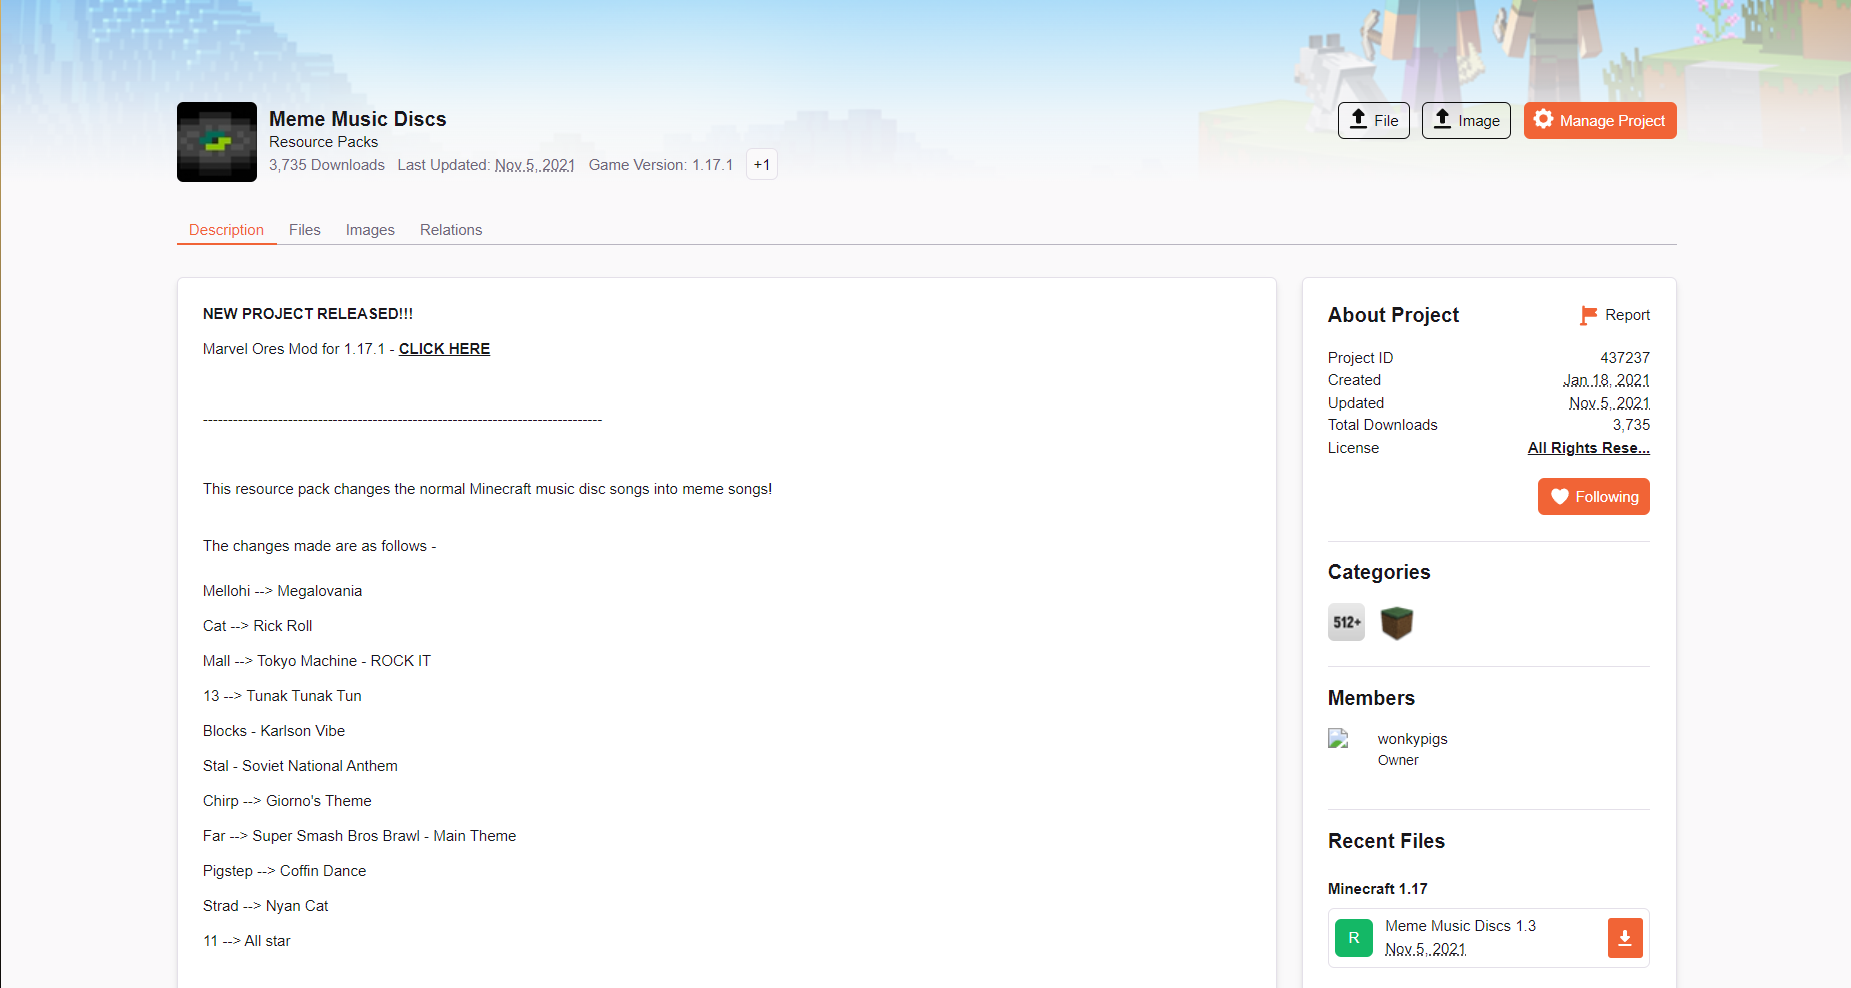 Meme Music Discs
Resource Packs
3,735 Downloads Last Updated: Nov 5, 2021 Game Version: 1.17.1 +1
File Image Manage Project
Description Files Images Relations
NEW PROJECT RELEASED!!!
Marvel Ores Mod for 1.17.1 - CLICK HERE
--------------------------------------------------------------------------------
This resource pack changes the normal Minecraft music disc songs into meme songs!
The changes made are as follows -
Mellohi --> Megalovania
Cat --> Rick Roll
Mall --> Tokyo Machine - ROCK IT
13 --> Tunak Tunak Tun
Blocks - Karlson Vibe
Stal - Soviet National Anthem
Chirp --> Giorno's Theme
Far --> Super Smash Bros Brawl - Main Theme
Pigstep --> Coffin Dance
Strad --> Nyan Cat
11 --> All star
About Project
Report
Project ID 437237
Created Jan 18, 2021
Updated Nov 5, 2021
Total Downloads 3,735
License All Rights Rese...
Following
Categories
512+
Members
wonkypigs
Owner
Recent Files
Minecraft 1.17
R
Meme Music Discs 1.3
Nov 5, 2021